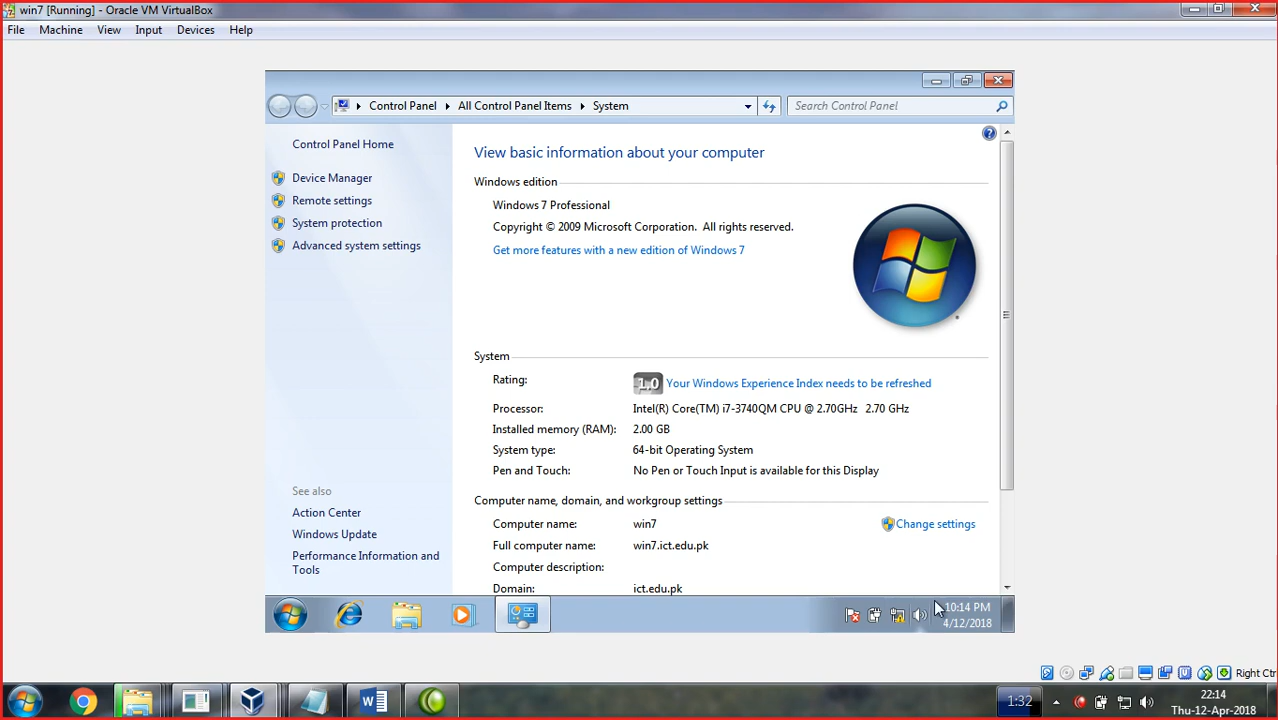 win7 [Running] - Oracle VM VirtualBox
File Machine View Input Devices Help
Control Panel All Control Panel Items System
Search Control Panel
Control Panel Home
Device Manager
Remote settings
System protection
Advanced system settings
See also
Action Center
Windows Update
Performance Information and
Tools
View basic information about your computer
Windows edition
Windows 7 Professional
Copyright © 2009 Microsoft Corporation. All rights reserved.
Get more features with a new edition of Windows 7
System
Rating: 1.0 Your Windows Experience Index needs to be refreshed
Processor: Intel(R) Core(TM) i7-3740QM CPU @ 2.70GHz 2.70 GHz
Installed memory (RAM): 2.00 GB
System type: 64-bit Operating System
Pen and Touch: No Pen or Touch Input is available for this Display
Computer name, domain, and workgroup settings
Computer name: win7 Change settings
Full computer name: win7.ict.edu.pk
Computer description:
Domain: ict.edu.pk
10:14 PM
4/12/2018
Right Ctr
1:32
22:14
Thu-12-Apr-2018